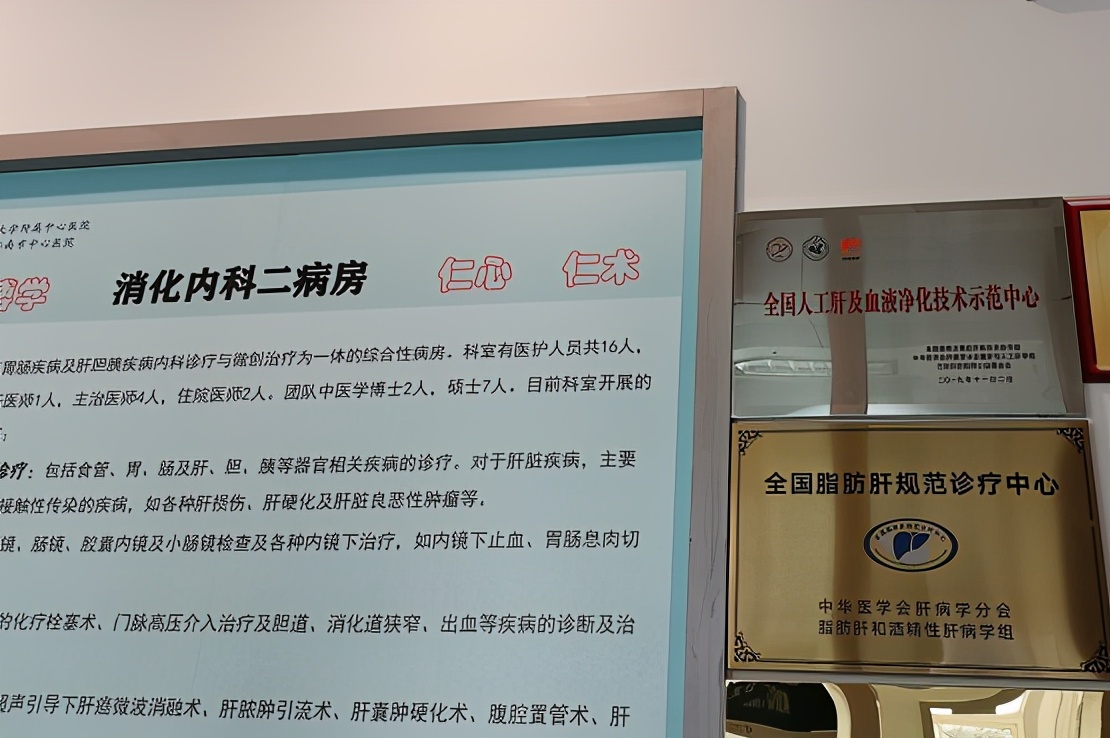 消化内科二病房
仁心 仁术
胃肠疾病及肝胆胰疾病内科诊疗与微创治疗为一体的综合性病房。科室有医护人员共16人，
医师1人，主治医师4人，住院医师2人。团队中医学博士2人，硕士7人。目前科室开展的
诊疗：包括食管、胃、肠及肝、胆、胰等器官相关疾病的诊疗。对于肝脏疾病，主要
接触性传染的疾病，如各种肝损伤、肝硬化及肝脏良恶性肿瘤等。
镜、肠镜、胶囊内镜及小肠镜检查及各种内镜下治疗，如内镜下止血、胃肠息肉切
的化疗栓塞术、门脉高压介入治疗及胆道、消化道狭窄、出血等疾病的诊断及治
超声引导下肝癌微波消融术、肝脓肿引流术、肝囊肿硬化术、腹腔置管术、肝
全国人工肝及血液净化技术示范中心
二〇一九年十一月二日
全国脂肪肝规范诊疗中心
中华医学会肝病学分会
脂肪肝和酒精性肝病学组